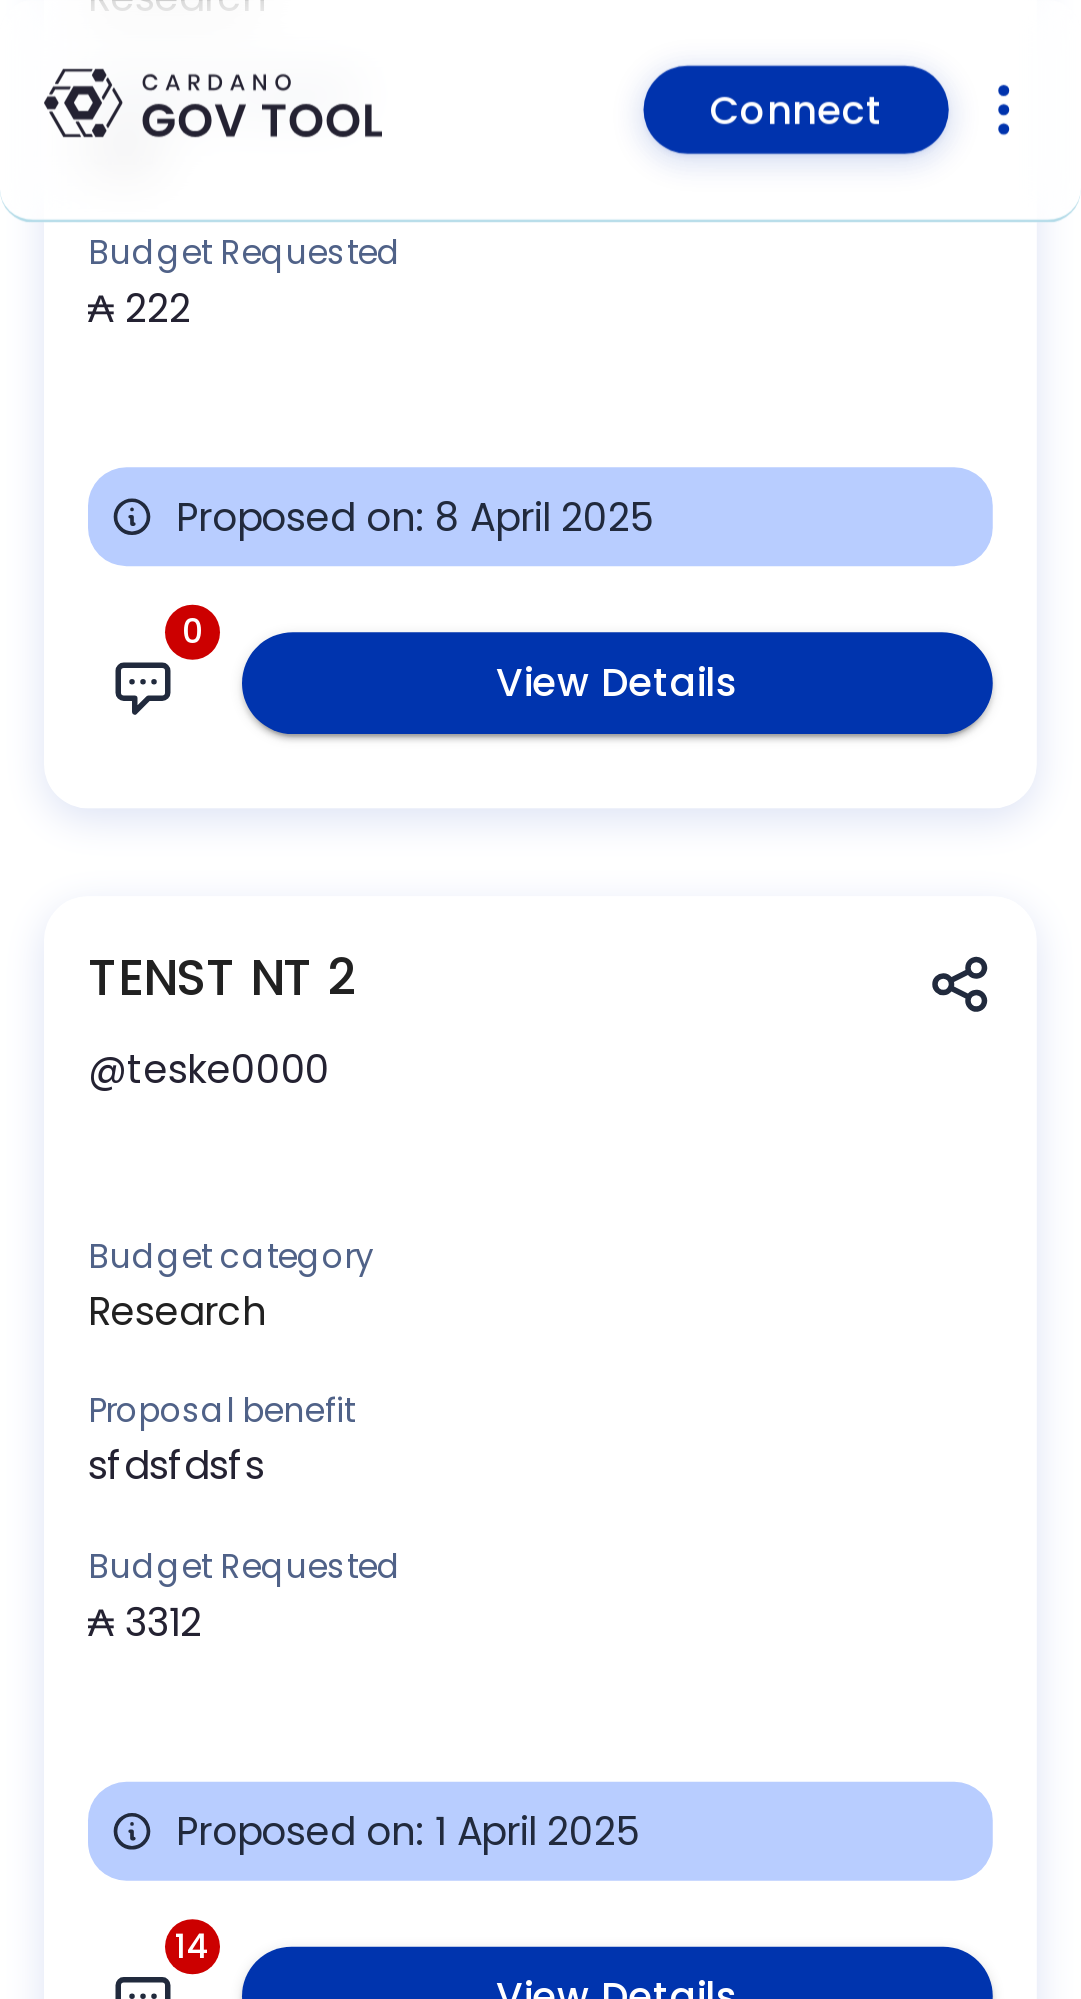 Research
CARDANO
GOV TOOL
Connect
Budget Requested
₳ 222
Proposed on: 8 April 2025
0
View Details
TENST NT 2
@teske0000
Budget category
Research
Proposal benefit
sfdsfdsfs
Budget Requested
₳ 3312
Proposed on: 1 April 2025
14
View Details